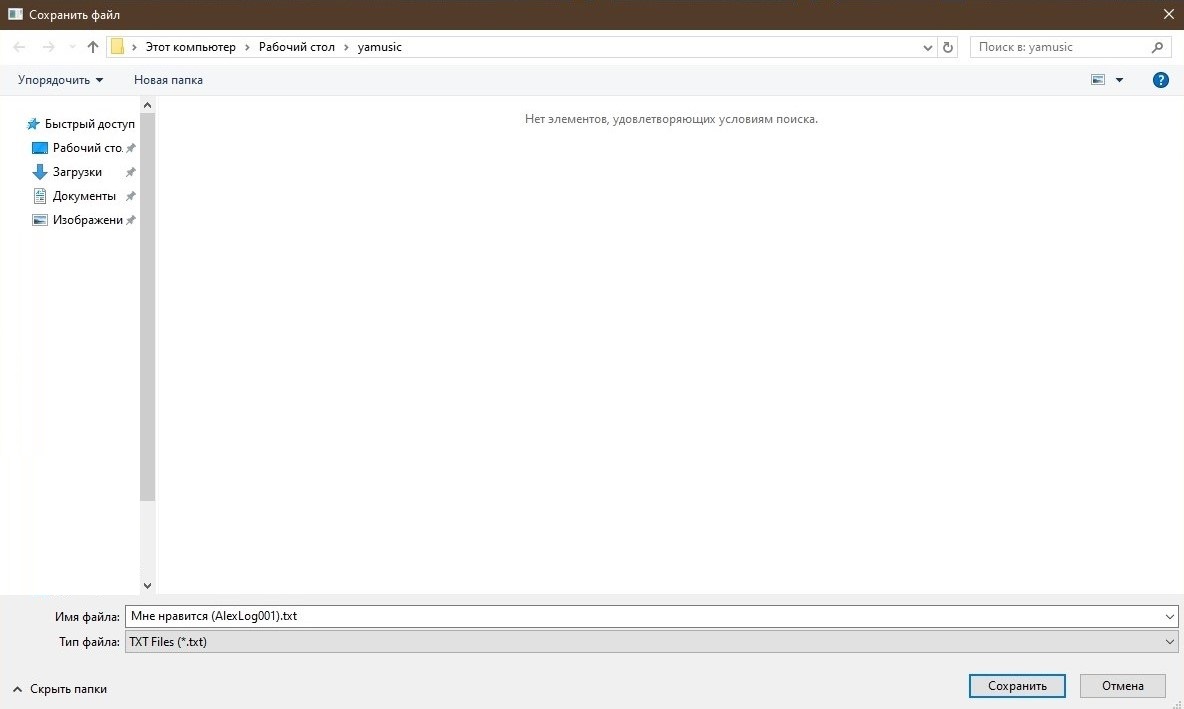 Сохранить файл
Этот компьютер › Рабочий стол › yamusic
Поиск в: yamusic
Упорядочить
Новая папка
Быстрый доступ
Рабочий сто.
Загрузки
Документы
Изображени
Нет элементов, удовлетворяющих условиям поиска.
Имя файла: Мне нравится (AlexLog001).txt
Тип файла: TXT Files (*.txt)
Скрыть папки
Сохранить
Отмена